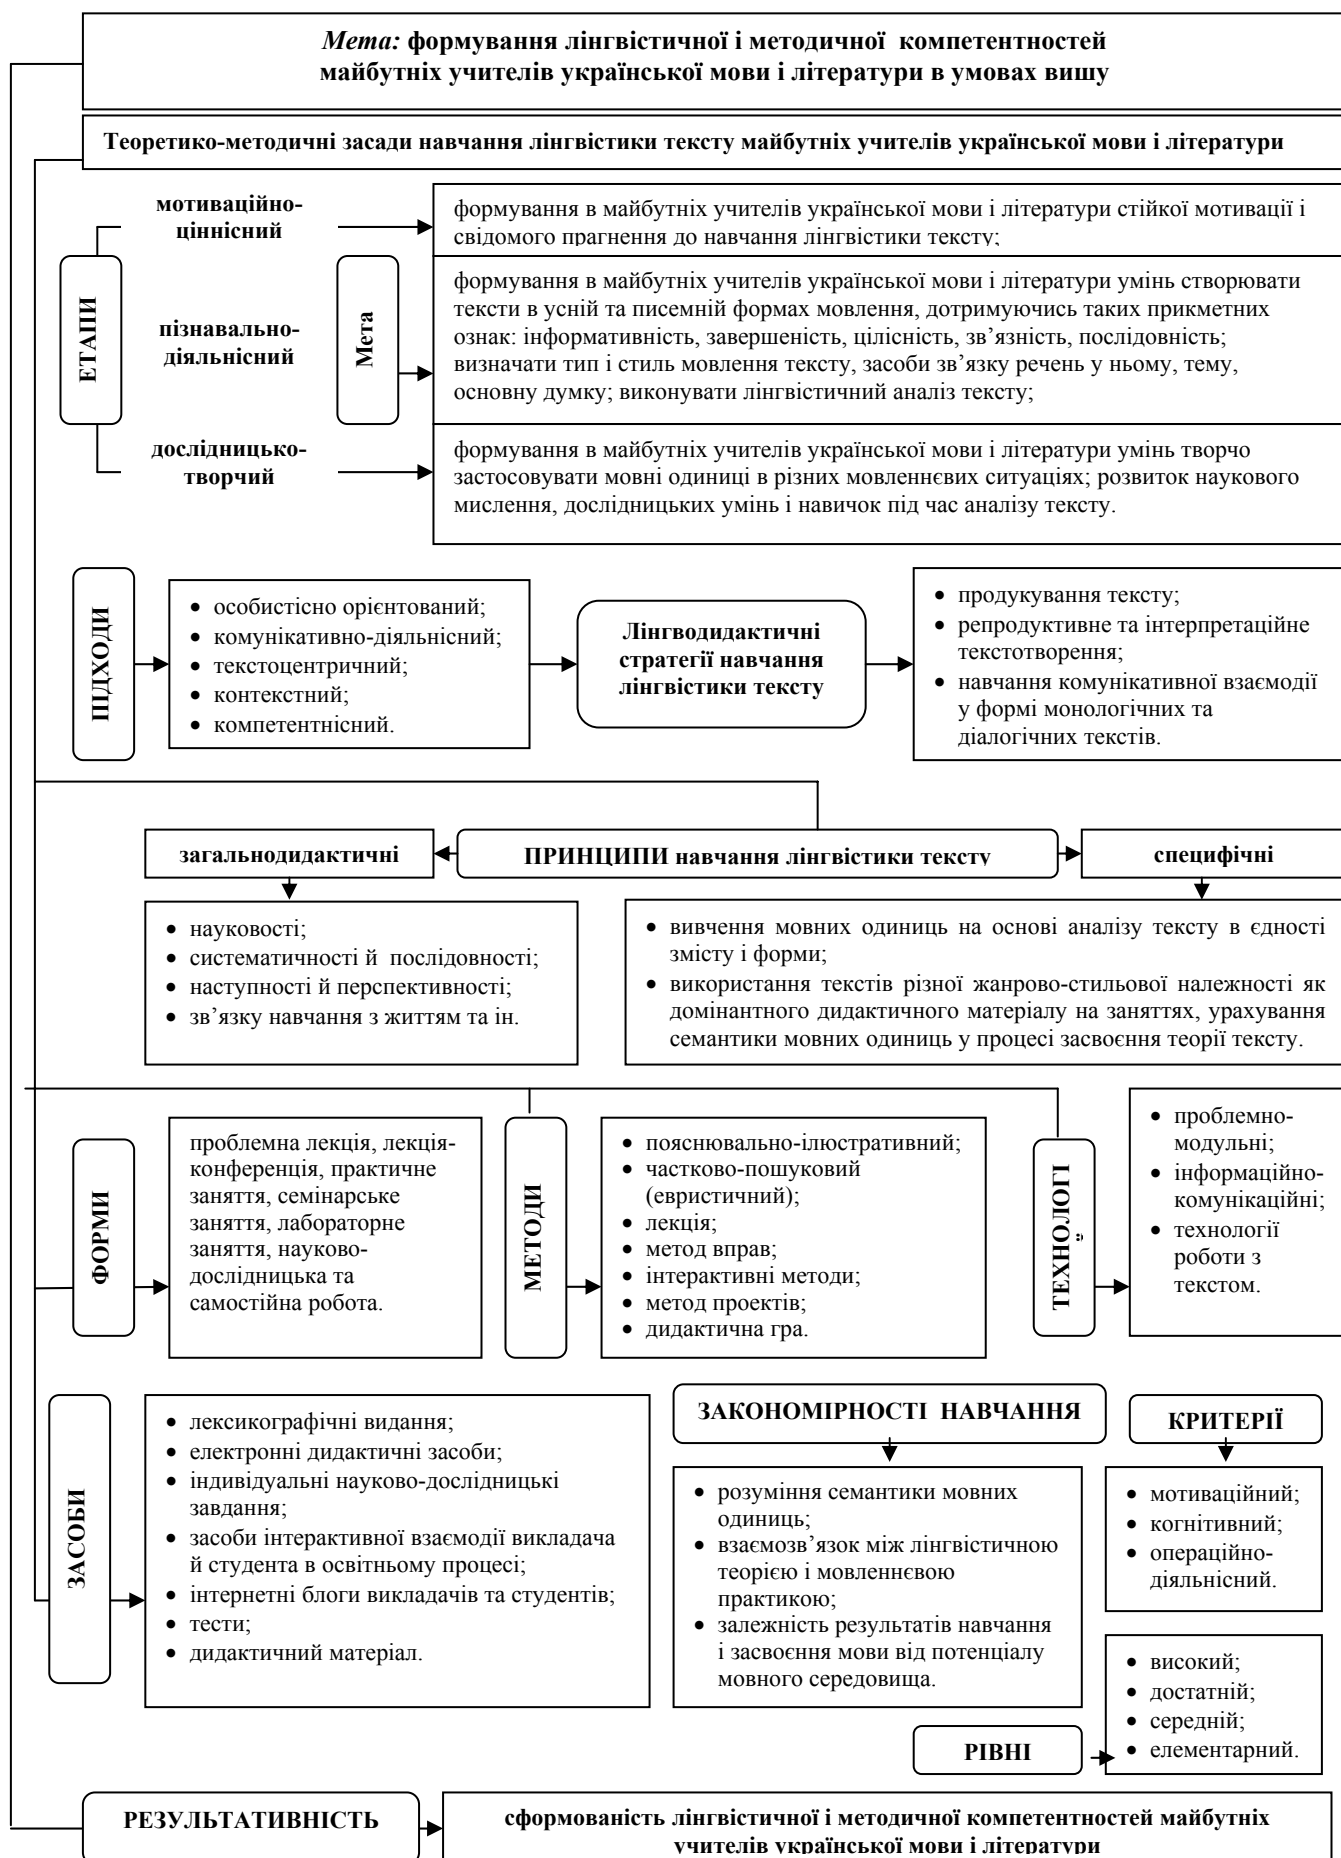 Мета: формування лінгвістичної і методичної компетентностей
майбутніх учителів української мови і літератури в умовах вишу
Теоретико-методичні засади навчання лінгвістики тексту майбутніх учителів української мови і літератури
ЕТАПИ
мотиваційно-
ціннісний
пізнавально-
діяльнісний
дослідницько-
творчий
Мета
формування в майбутніх учителів української мови і літератури стійкої мотивації і
свідомого прагнення до навчання лінгвістики тексту;
формування в майбутніх учителів української мови і літератури умінь створювати
тексти в усній та писемній формах мовлення, дотримуючись таких прикметних
ознак: інформативність, завершеність, цілісність, зв’язність, послідовність;
визначати тип і стиль мовлення тексту, засоби зв’язку речень у ньому, тему,
основну думку; виконувати лінгвістичний аналіз тексту;
формування в майбутніх учителів української мови і літератури умінь творчо
застосовувати мовні одиниці в різних мовленнєвих ситуаціях; розвиток наукового
мислення, дослідницьких умінь і навичок під час аналізу тексту.
ПІДХОДИ
• особистісно орієнтований;
• комунікативно-діяльнісний;
• текстоцентричний;
• контекстний;
• компетентнісний.
Лінгводидактичні
стратегії навчання
лінгвістики тексту
• продукування тексту;
• репродуктивне та інтерпретаційне
текстотворення;
• навчання комунікативної взаємодії
у формі монологічних та
діалогічних текстів.
загальнодидактичні
ПРИНЦИПИ навчання лінгвістики тексту
специфічні
• науковості;
• систематичності й послідовності;
• наступності й перспективності;
• зв’язку навчання з життям та ін.
• вивчення мовних одиниць на основі аналізу тексту в єдності
змісту і форми;
• використання текстів різної жанрово-стильової належності як
домінантного дидактичного матеріалу на заняттях, урахування
семантики мовних одиниць у процесі засвоєння теорії тексту.
ФОРМИ
проблемна лекція, лекція-
конференція, практичне
заняття, семінарське
заняття, лабораторне
заняття, науково-
дослідницька та
самостійна робота.
МЕТОДИ
• пояснювально-ілюстративний;
• частково-пошуковий
(евристичний);
• лекція;
• метод вправ;
• інтерактивні методи;
• метод проектів;
• дидактична гра.
ТЕХНОЛОГІ
Ї
• проблемно-
модульні;
• інформаційно-
комунікаційні;
• технології
роботи з
текстом.
ЗАСОБИ
• лексикографічні видання;
• електронні дидактичні засоби;
• індивідуальні науково-дослідницькі
завдання;
• засоби інтерактивної взаємодії викладача
й студента в освітньому процесі;
• інтернетні блоги викладачів та студентів;
• тести;
• дидактичний матеріал.
ЗАКОНОМІРНОСТІ НАВЧАННЯ
• розуміння семантики мовних
одиниць;
• взаємозв’язок між лінгвістичною
теорією і мовленнєвою
практикою;
• залежність результатів навчання
і засвоєння мови від потенціалу
мовного середовища.
КРИТЕРІЇ
• мотиваційний;
• когнітивний;
• операційно-
діяльнісний.
РІВНІ
• високий;
• достатній;
• середній;
• елементарний.
РЕЗУЛЬТАТИВНІСТЬ
сформованість лінгвістичної і методичної компетентностей майбутніх
учителів української мови і літератури